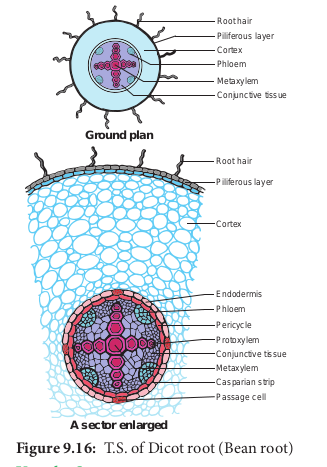 Root hair
Piliferous layer
Cortex
Phloem
Metaxylem
Conjunctive tissue
Ground plan
Root hair
Piliferous layer
Cortex
Endodermis
Phloem
Pericycle
Protoxylem
Conjunctive tissue
Metaxylem
Casparian strip
Passage cell
A sector enlarged
Figure 9.16: T.S. of Dicot root (Bean root)